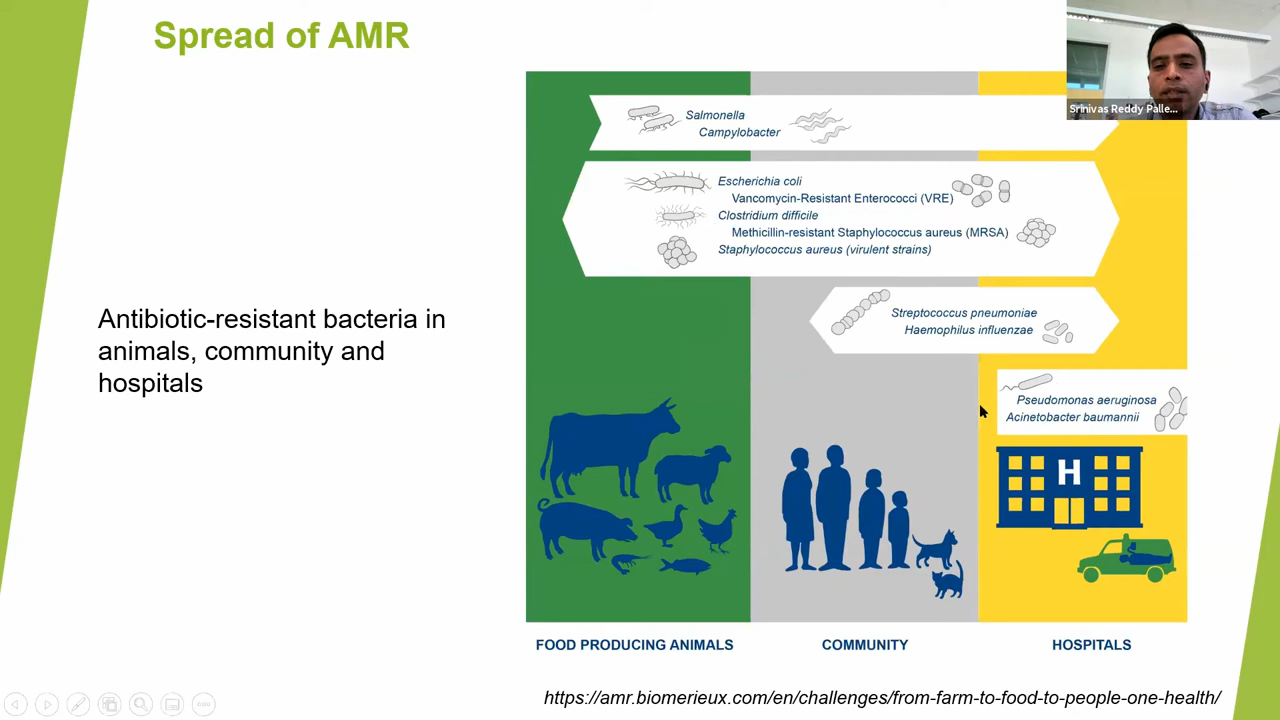 Spread of AMR
Srinivas Reddy Palle...
Salmonella
Campylobacter
Escherichia coli
Vancomycin-Resistant Enterococci (VRE)
Clostridium difficile
Methicillin-resistant Staphylococcus aureus (MRSA)
Staphylococcus aureus (virulent strains)
Streptococcus pneumoniae
Haemophilus influenzae
Antibiotic-resistant bacteria in
animals, community and
hospitals
Pseudomonas aeruginosa
Acinetobacter baumannii
H
FOOD PRODUCING ANIMALS
COMMUNITY
HOSPITALS
https://amr.biomerieux.com/en/challenges/from-farm-to-food-to-people-one-health/